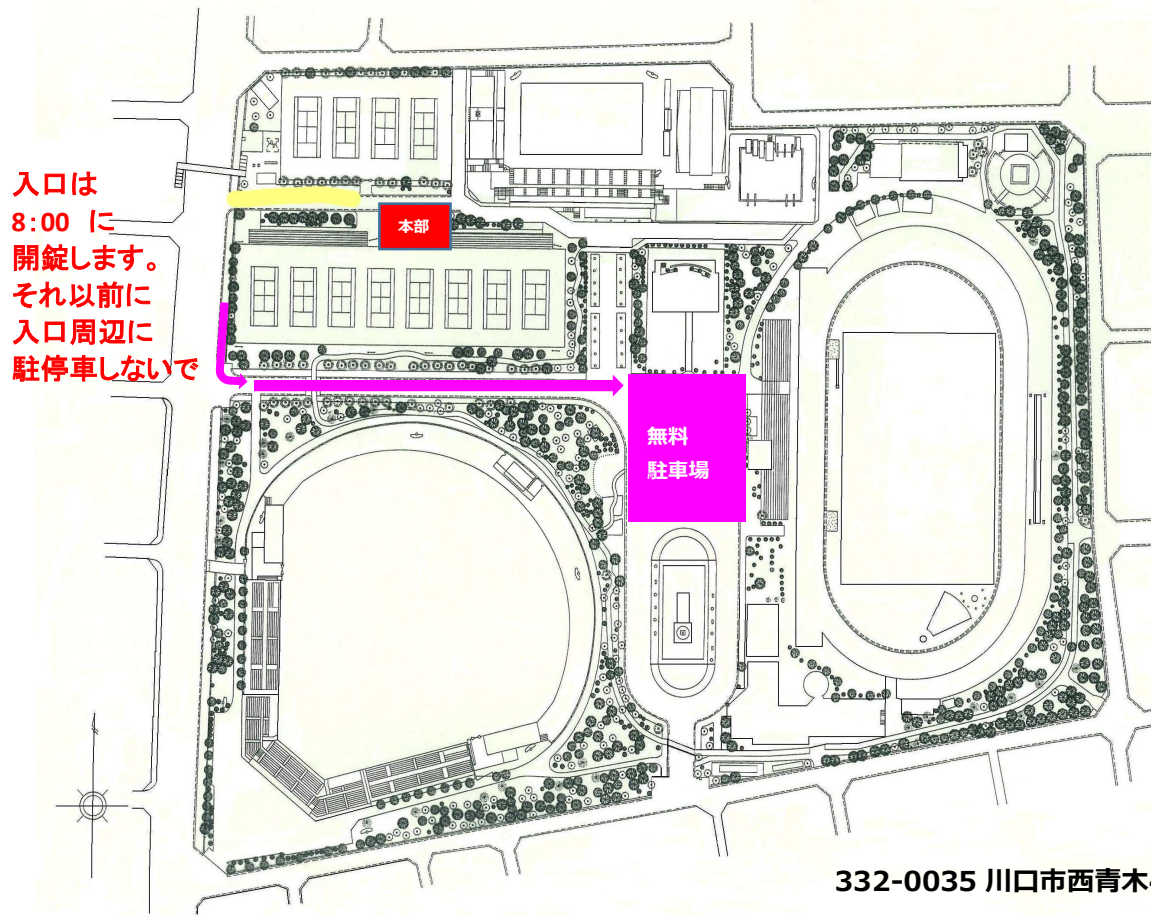 入口は
8:00 に
開錠します。
それ以前に
入口周辺に
駐停車しないで
本部
無料
駐車場
332-0035 川口市西青木